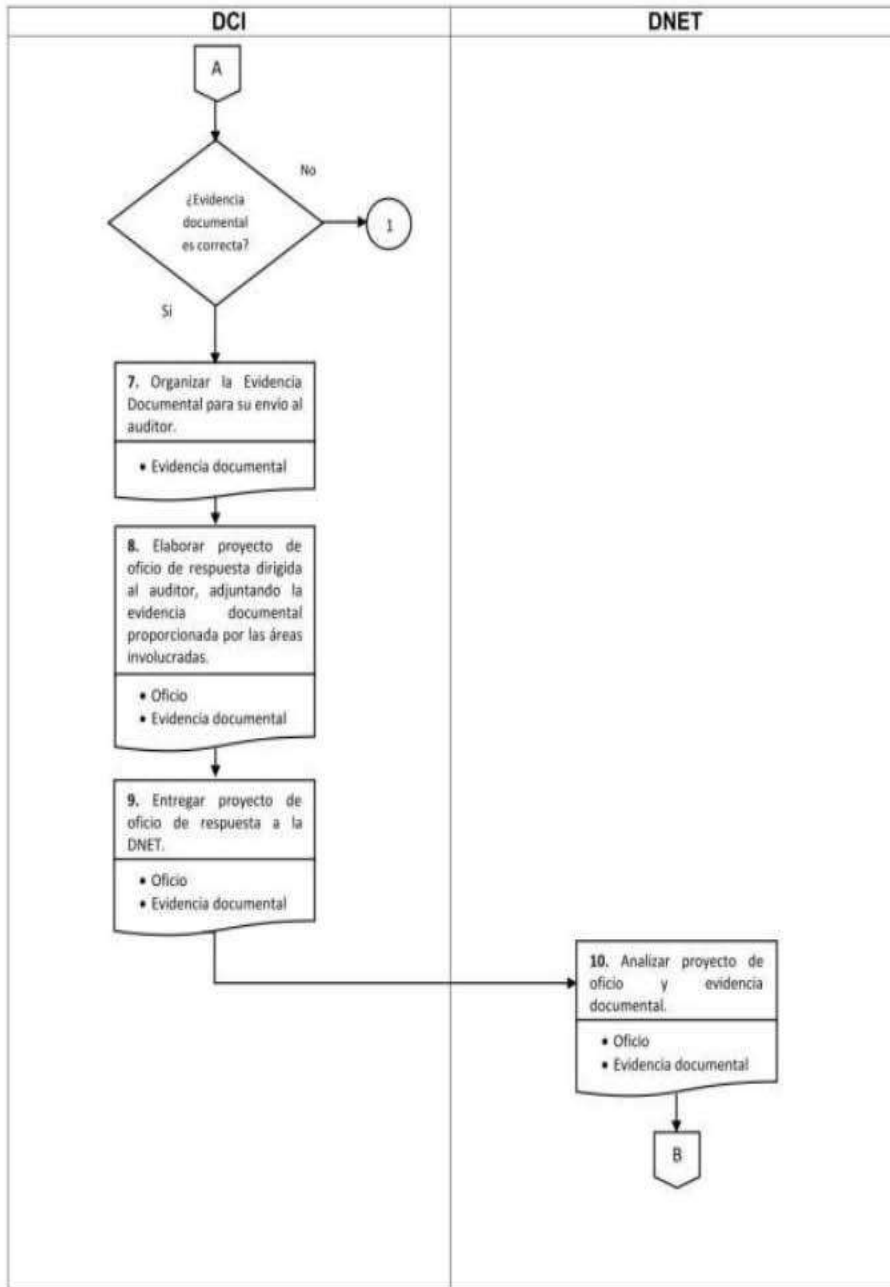 DCI
DNET
A
No
¿Evidencia
documental
es correcta?
1
Si
7. Organizar la Evidencia
Documental para su envío al
auditor.
• Evidencia documental
8. Elaborar proyecto de
oficio de respuesta dirigida
al auditor, adjuntando la
evidencia documental
proporcionada por las áreas
involucradas.
• Oficio
• Evidencia documental
9. Entregar proyecto de
oficio de respuesta a la
DNET.
• Oficio
• Evidencia documental
10. Analizar proyecto de
oficio y evidencia
documental.
• Oficio
• Evidencia documental
B